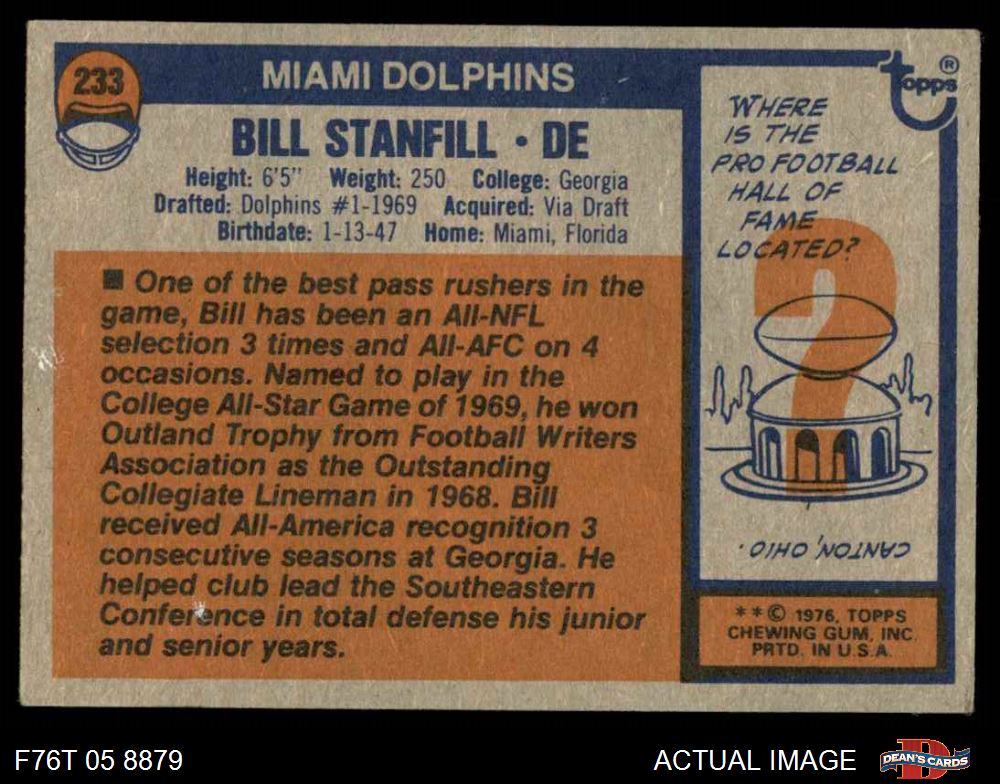 233
MIAMI DOLPHINS
BILL STANFILL • DE
Height: 6'5" Weight: 250 College: Georgia
Drafted: Dolphins #1-1969 Acquired: Via Draft
Birthdate: 1-13-47 Home: Miami, Florida
■ One of the best pass rushers in the
game, Bill has been an All-NFL
selection 3 times and All-AFC on 4
occasions. Named to play in the
College All-Star Game of 1969, he won
Outland Trophy from Football Writers
Association as the Outstanding
Collegiate Lineman in 1968. Bill
received All-America recognition 3
consecutive seasons at Georgia. He
helped club lead the Southeastern
Conference in total defense his junior
and senior years.
topps®
WHERE
IS THE
PRO FOOTBALL
HALL OF
FAME
LOCATED?
?
CANTON, OHIO.
**© 1976, TOPPS
CHEWING GUM, INC.
PRTD. IN U.S.A.
F76T 05 8879
ACTUAL IMAGE
DEAN'S CARDS